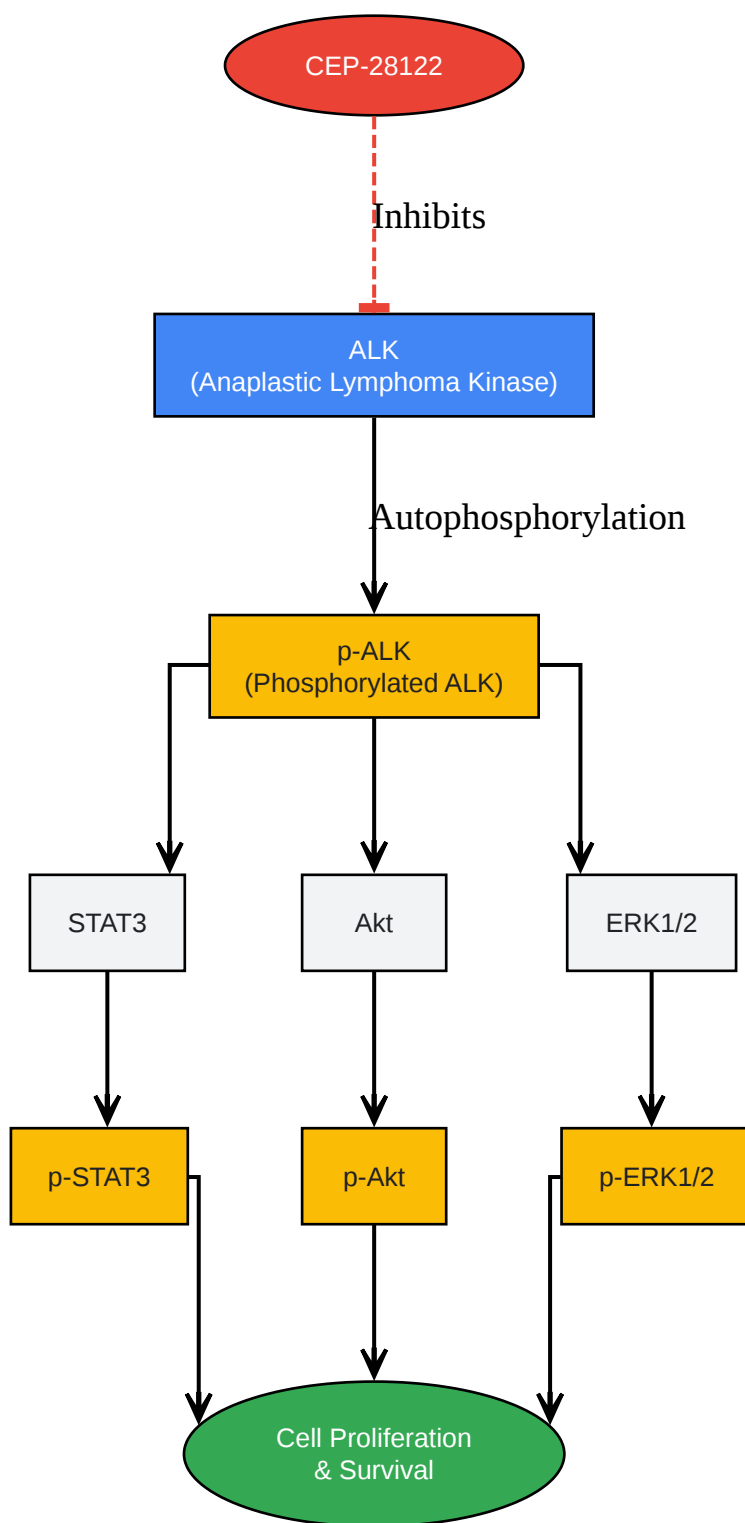 CEP-28122
Inhibits
ALK
(Anaplastic Lymphoma Kinase)
Autophosphorylation
p-ALK
(Phosphorylated ALK)
STAT3
Akt
ERK1/2
p-STAT3
p-Akt
p-ERK1/2
Cell Proliferation
& Survival